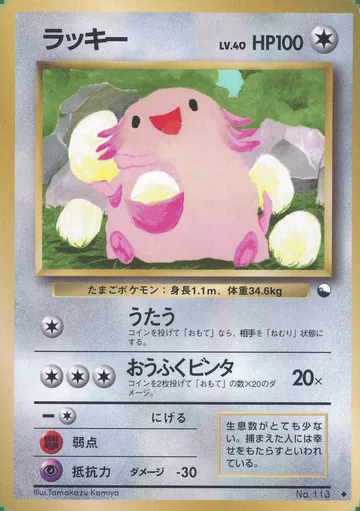 ラッキー LV.40 HP100
たまごポケモン：身長1.1m、体重34.6kg
うたう
コインを投げて「おもて」なら、相手を「ねむり」状態に
する。
おうふくビンタ 20×
コインを2枚投げて「おもて」の数×20のダ
メージ。
にげる
弱点
抵抗力 ダメージ -30
生息数がとても少な
い。捕まえた人には幸
せをもたらすといわ
れている。
Illus.Tomokazu Komiya
No. 113